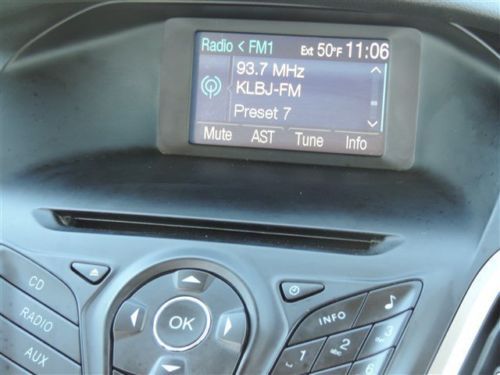 Radio < FM1 Ext 50°F 11:06
93.7 MHz
KLBJ-FM
Preset 7
Mute AST Tune Info
CD
RADIO
AUX
OK
INFO
1 2 3